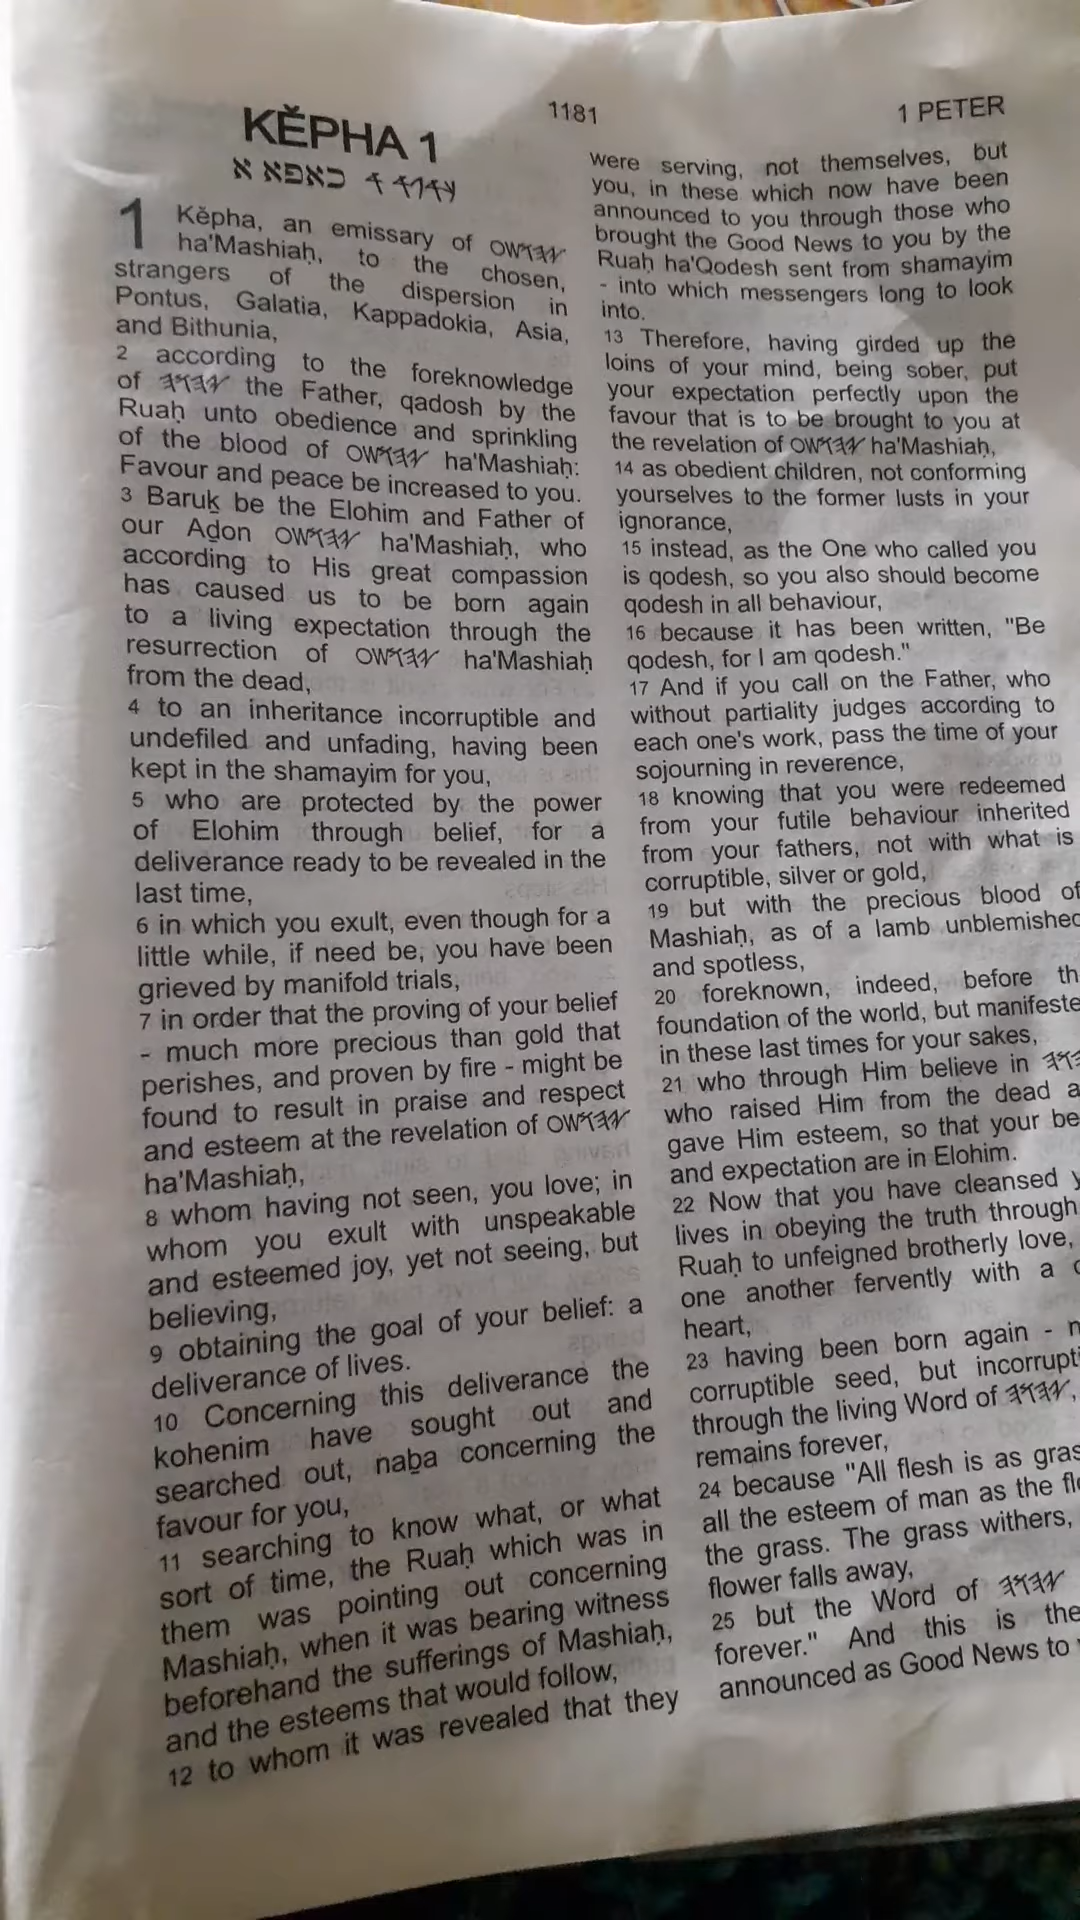 1181
1 PETER
KĚPHA 1
𐤊𐤀𐤐𐤀 𐤀 כאפא א
1 Kĕpha, an emissary of 𐤉𐤄𐤅𐤔𐤏
ha'Mashiaḥ, to the chosen,
strangers of the dispersion in
Pontus, Galatia, Kappadokia, Asia,
and Bithunia,
2 according to the foreknowledge
of 𐤉𐤄𐤅𐤄 the Father, qadosh by the
Ruaḥ unto obedience and sprinkling
of the blood of 𐤉𐤄𐤅𐤔𐤏 ha'Mashiaḥ:
Favour and peace be increased to you.
3 Baruḵ be the Elohim and Father of
our Aḏon 𐤉𐤄𐤅𐤔𐤏 ha'Mashiaḥ, who
according to His great compassion
has caused us to be born again
to a living expectation through the
resurrection of 𐤉𐤄𐤅𐤔𐤏 ha'Mashiaḥ
from the dead,
4 to an inheritance incorruptible and
undefiled and unfading, having been
kept in the shamayim for you,
5 who are protected by the power
of Elohim through belief, for a
deliverance ready to be revealed in the
last time,
6 in which you exult, even though for a
little while, if need be, you have been
grieved by manifold trials,
7 in order that the proving of your belief
- much more precious than gold that
perishes, and proven by fire - might be
found to result in praise and respect
and esteem at the revelation of 𐤉𐤄𐤅𐤔𐤏
ha'Mashiaḥ,
8 whom having not seen, you love; in
whom you exult with unspeakable
and esteemed joy, yet not seeing, but
believing,
9 obtaining the goal of your belief: a
deliverance of lives.
10 Concerning this deliverance the
kohenim have sought out and
searched out, naḇa concerning the
favour for you,
11 searching to know what, or what
sort of time, the Ruaḥ which was in
them was pointing out concerning
Mashiaḥ, when it was bearing witness
beforehand the sufferings of Mashiaḥ,
and the esteems that would follow,
12 to whom it was revealed that they
were serving, not themselves, but
you, in these which now have been
announced to you through those who
brought the Good News to you by the
Ruaḥ ha'Qodesh sent from shamayim
- into which messengers long to look
into.
13 Therefore, having girded up the
loins of your mind, being sober, put
your expectation perfectly upon the
favour that is to be brought to you at
the revelation of 𐤉𐤄𐤅𐤔𐤏 ha'Mashiaḥ,
14 as obedient children, not conforming
yourselves to the former lusts in your
ignorance,
15 instead, as the One who called you
is qodesh, so you also should become
qodesh in all behaviour,
16 because it has been written, "Be
qodesh, for I am qodesh."
17 And if you call on the Father, who
without partiality judges according to
each one's work, pass the time of your
sojourning in reverence,
18 knowing that you were redeemed
from your futile behaviour inherited
from your fathers, not with what is
corruptible, silver or gold,
19 but with the precious blood of
Mashiaḥ, as of a lamb unblemished
and spotless,
20 foreknown, indeed, before th
foundation of the world, but manifeste
in these last times for your sakes,
21 who through Him believe in
who raised Him from the dead a
gave Him esteem, so that your be
and expectation are in Elohim.
22 Now that you have cleansed y
lives in obeying the truth through
Ruaḥ to unfeigned brotherly love,
one another fervently with a
heart,
23 having been born again - n
corruptible seed, but incorrupti
through the living Word of 𐤉𐤄𐤅𐤄,
remains forever,
24 because "All flesh is as gras
all the esteem of man as the flo
the grass. The grass withers,
flower falls away,
25 but the Word of 𐤉𐤄𐤅𐤄
forever." And this is the
announced as Good News to